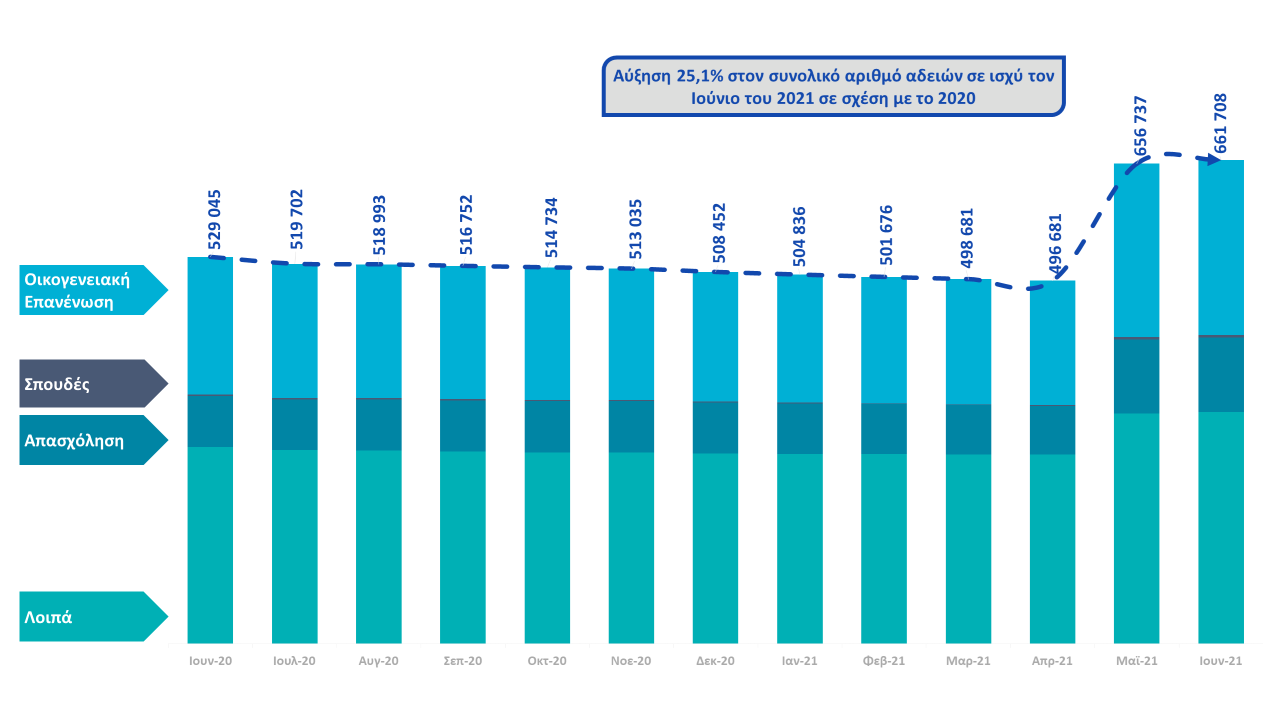 Αύξηση 25,1% στον συνολικό αριθμό αδειών σε ισχύ τον
Ιούνιο του 2021 σε σχέση με το 2020
529 045
519 702
518 993
516 752
514 734
513 035
508 452
504 836
501 676
498 681
496 681
656 737
661 708
Οικογενειακή
Επανένωση
Σπουδές
Απασχόληση
Λοιπά
Ιουν-20
Ιουλ-20
Αυγ-20
Σεπ-20
Οκτ-20
Νοε-20
Δεκ-20
Ιαν-21
Φεβ-21
Μαρ-21
Απρ-21
Μαϊ-21
Ιουν-21